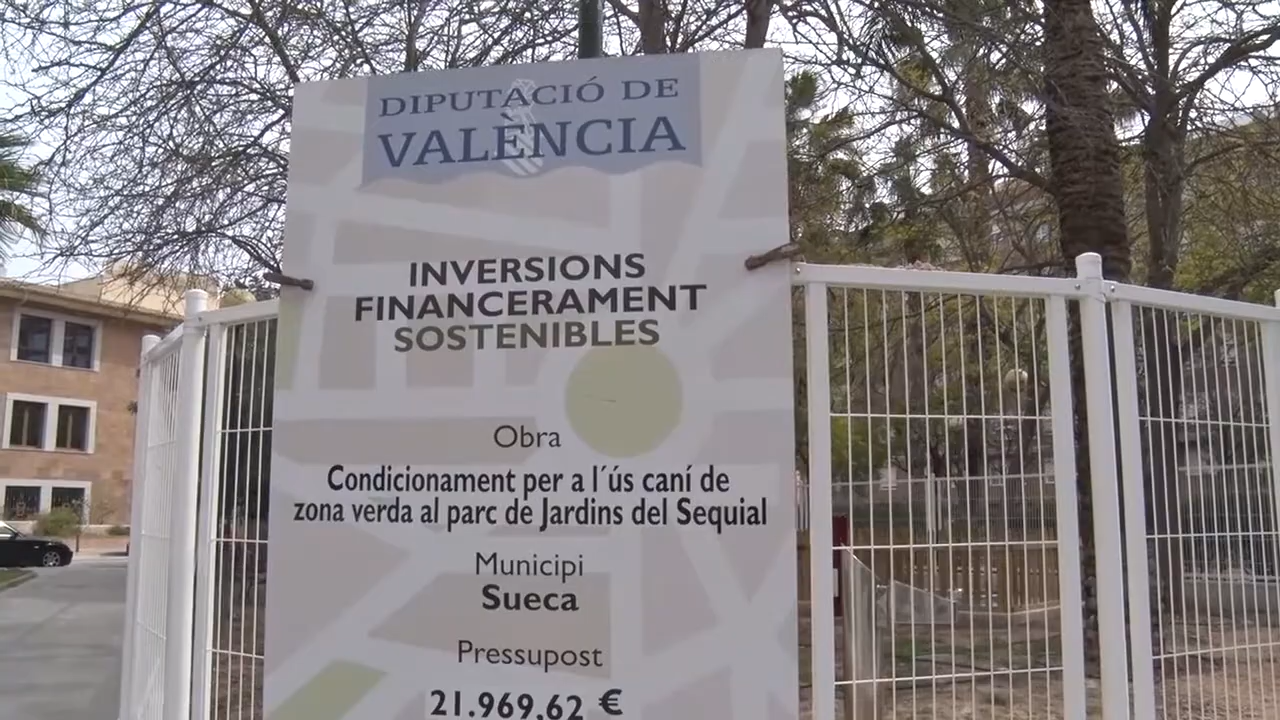 DIPUTACIÓ DE
VALÈNCIA
INVERSIONS
FINANCERAMENT
SOSTENIBLES
Obra
Condicionament per a l´ús caní de
zona verda al parc de Jardins del Sequial
Municipi
Sueca
Pressupost
21.969,62 €